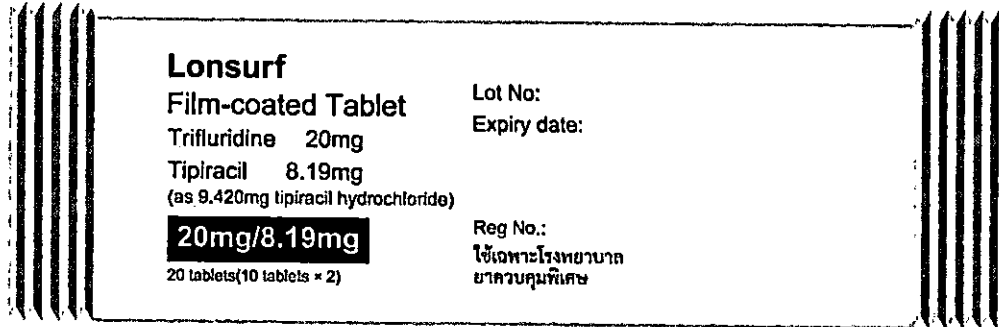 Lonsurf
Film-coated Tablet
Trifluridine 20mg
Tipiracil 8.19mg
(as 9.420mg tipiracil hydrochloride)
20mg/8.19mg
20 tablets(10 tablets × 2)
Lot No:
Expiry date:
Reg No.:
ใช้เฉพาะโรงพยาบาล
ยาควบคุมพิเศษ